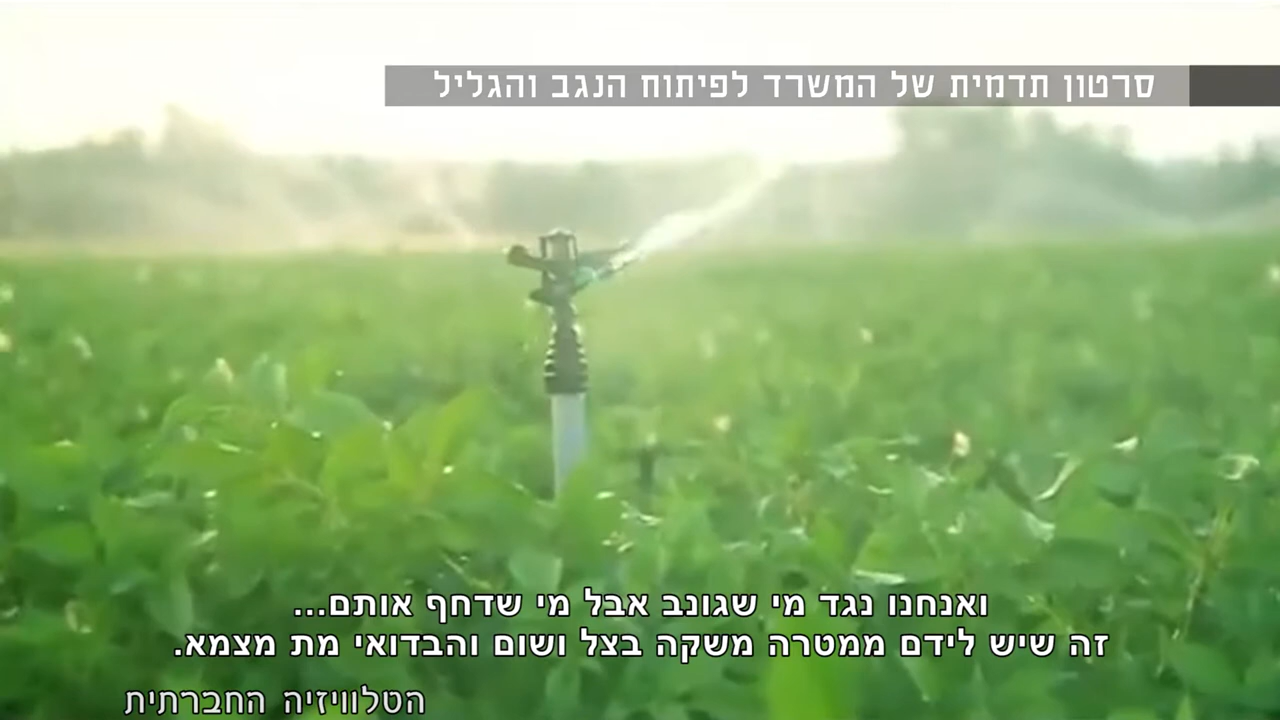 סרטון תדמית של המשרד לפיתוח הנגב והגליל
ואנחנו נגד מי שגונב אבל מי שדחף אותם...
זה שיש לידם ממטרה משקה בצל ושום והבדואי מת מצמא.
הטלוויזיה החברתית